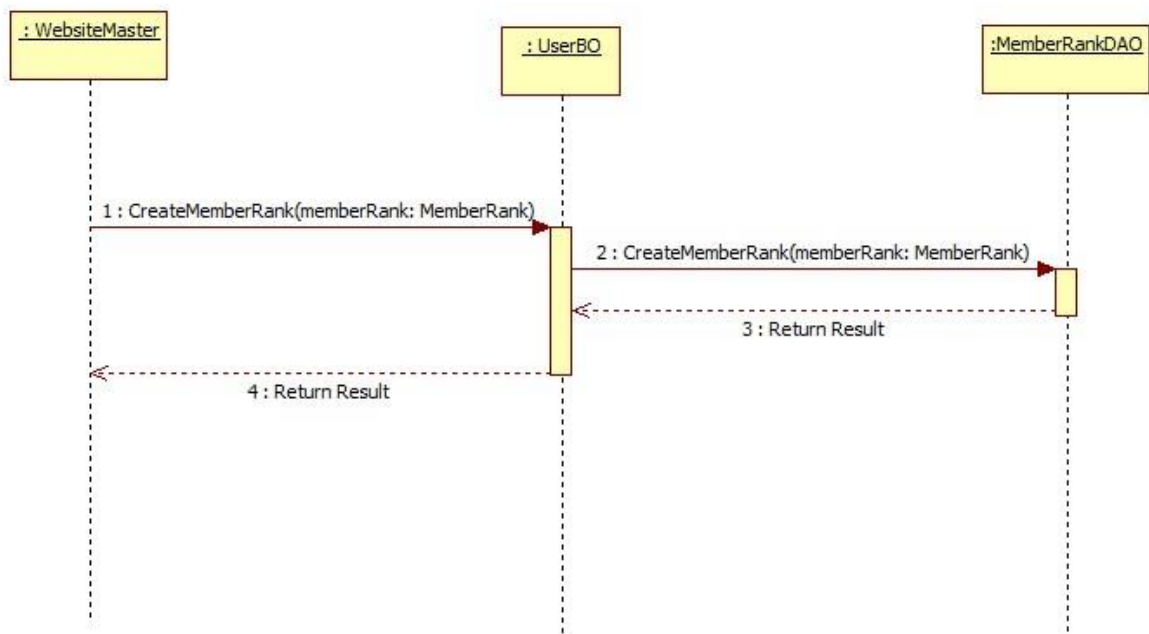 : WebsiteMaster
: UserBO
:MemberRankDAO
1 : CreateMemberRank(memberRank: MemberRank)
2 : CreateMemberRank(memberRank: MemberRank)
3 : Return Result
4 : Return Result